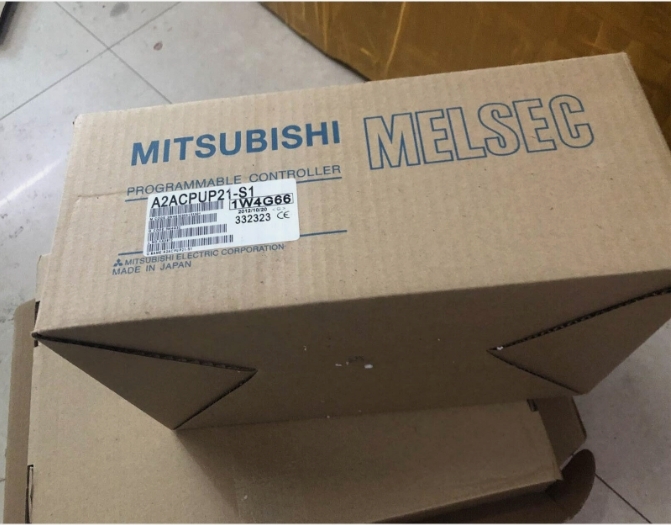 MITSUBISHI
MELSEC
PROGRAMMABLE CONTROLLER
A2ACPUP21-S1
1W4G66
332323 CE
MITSUBISHI ELECTRIC CORPORATION
MADE IN JAPAN